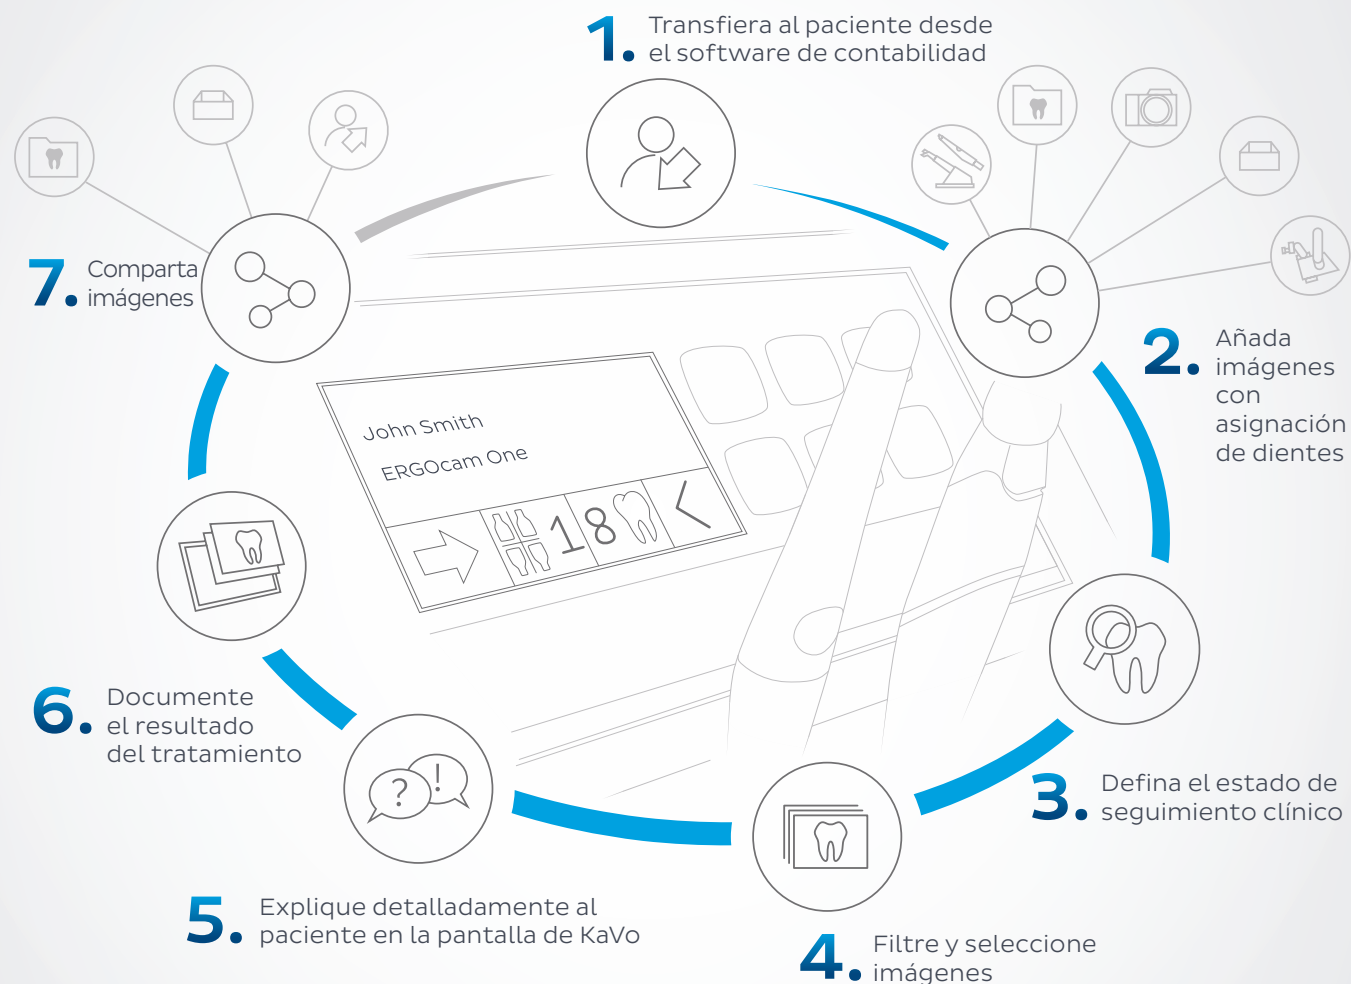 1. Transfiera al paciente desde
el software de contabilidad
2. Añada
imágenes
con
asignación
de dientes
3. Defina el estado de
seguimiento clínico
4. Filtre y seleccione
imágenes
5. Explique detalladamente al
paciente en la pantalla de KaVo
6. Documente
el resultado
del tratamiento
7. Comparta
imágenes
John Smith
ERGOcam One
18
? !